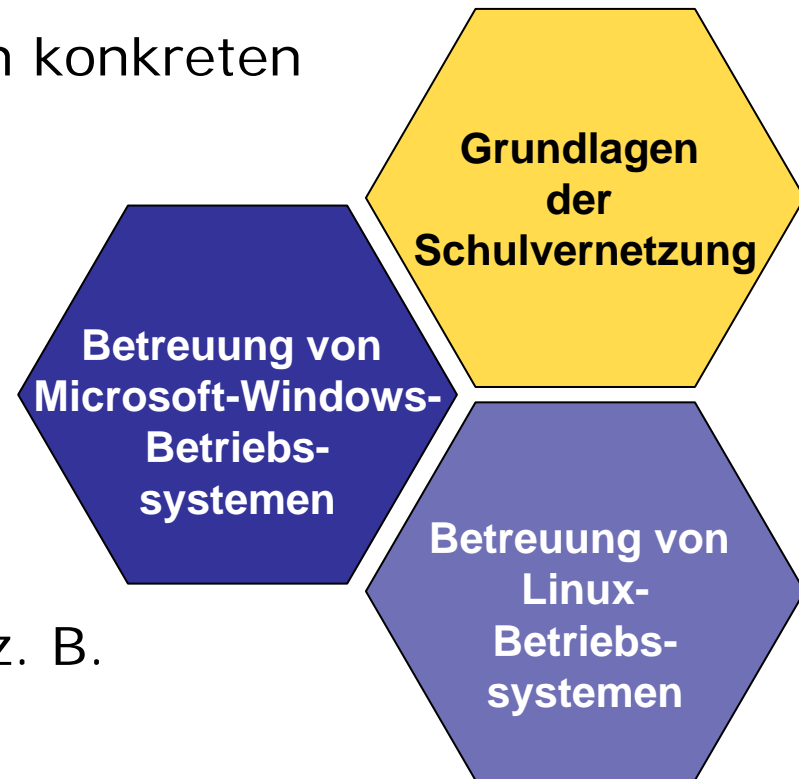 n konkreten
Grundlagen
der
Schulvernetzung
Betreuung von
Microsoft-Windows-
Betriebs-
systemen
Betreuung von
Linux-
Betriebs-
systemen
z. B.